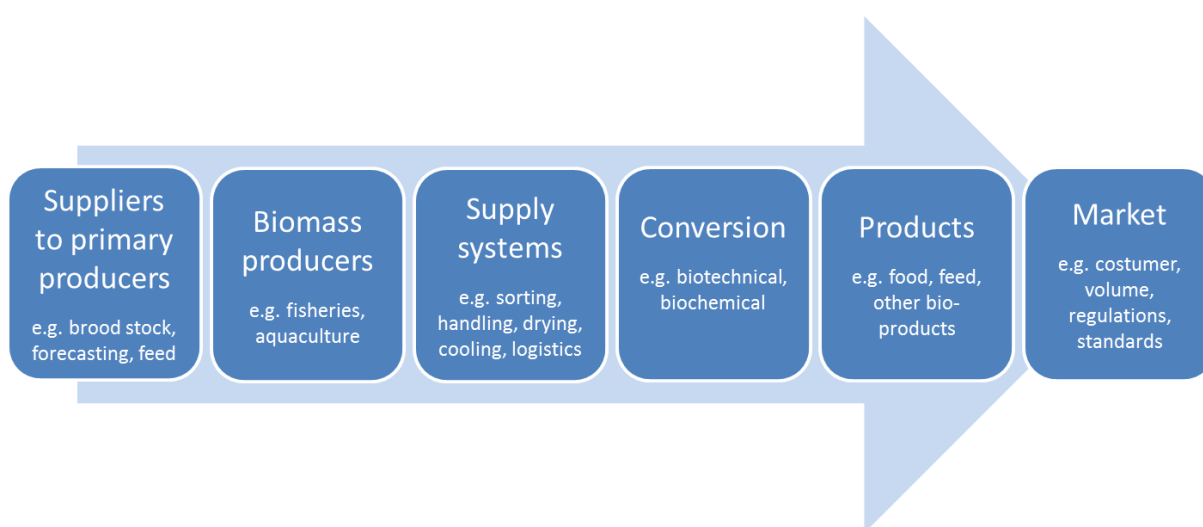 Suppliers
to primary
producers
e.g. brood stock,
forecasting, feed
Biomass
producers
e.g. fisheries,
aquaculture
Supply
systems
e.g. sorting,
handling, drying,
cooling, logistics
Conversion
e.g. biotechnical,
biochemical
Products
e.g. food, feed,
other bio-
products
Market
e.g. costumer,
volume,
regulations,
standards